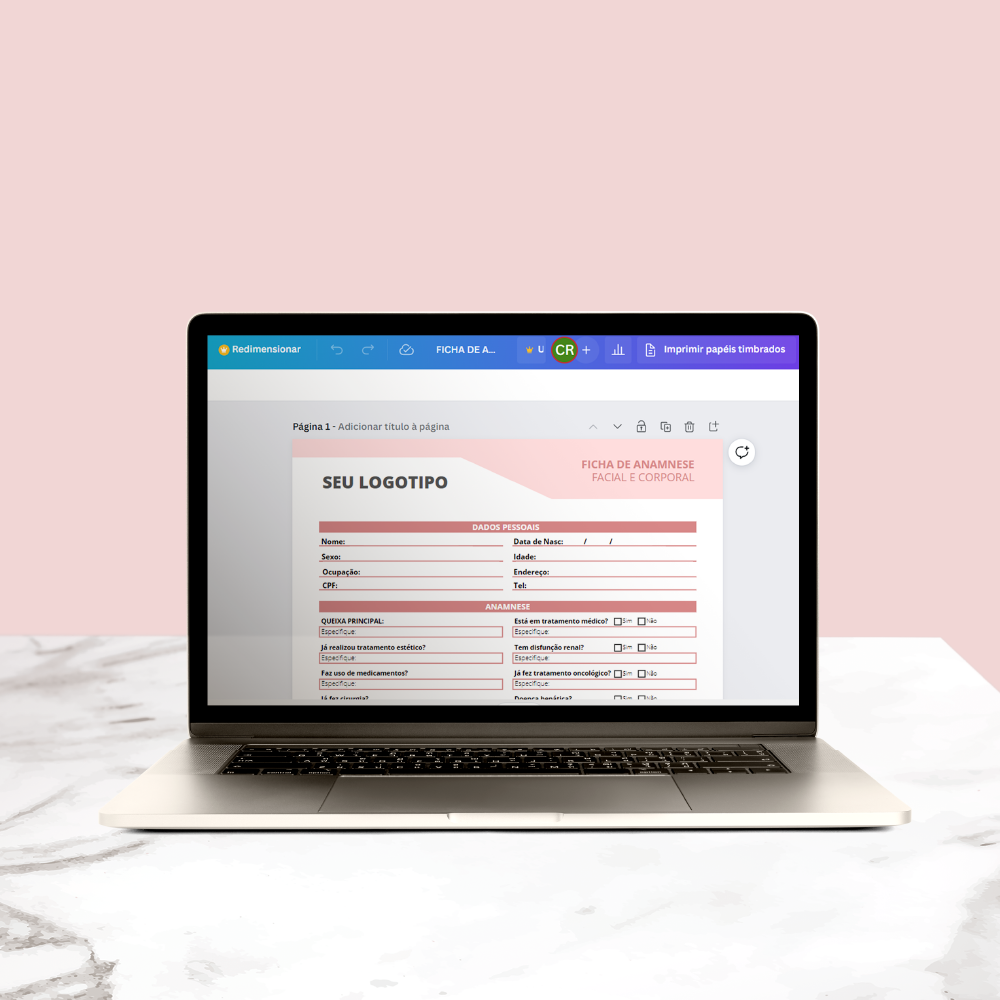 Redimensionar FICHA DE A... U CR + Imprimir papéis timbrados
Página 1 - Adicionar título à página
FICHA DE ANAMNESE
FACIAL E CORPORAL
SEU LOGOTIPO
DADOS PESSOAIS
Nome: Data de Nasc: / /
Sexo: Idade:
Ocupação: Endereço:
CPF: Tel:
ANAMNESE
QUEIXA PRINCIPAL: Está em tratamento médico? Sim Não
Especifique: Especifique:
Já realizou tratamento estético? Tem disfunção renal? Sim Não
Especifique: Especifique:
Faz uso de medicamentos? Já fez tratamento oncológico? Sim Não
Especifique: Especifique:
Já fez cirurgia? Doença hepática? Sim Não